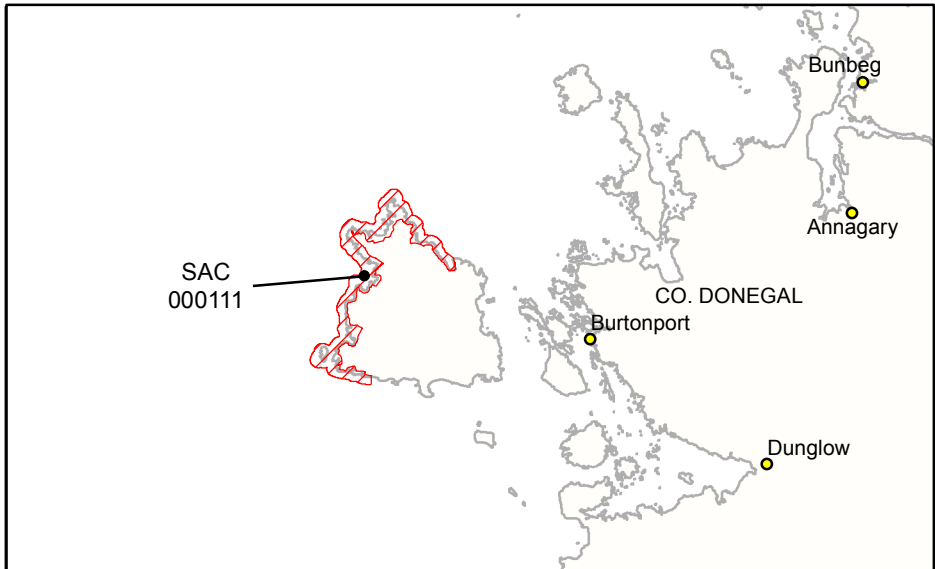 Bunbeg
Annagary
SAC
000111
CO. DONEGAL
Burtonport
Dunglow